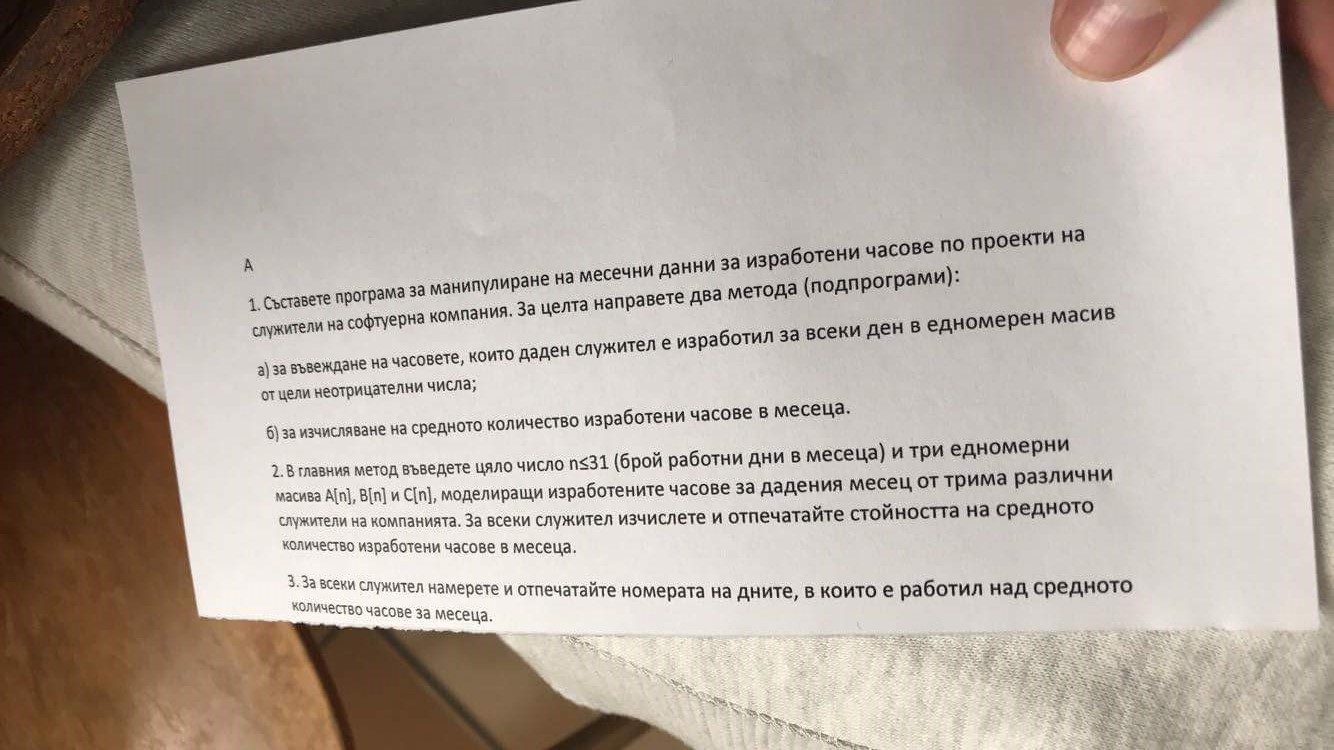 А
1. Съставете програма за манипулиране на месечни данни за изработени часове по проекти на
служители на софтуерна компания. За целта направете два метода (подпрограми):
а) за въвеждане на часовете, които даден служител е изработил за всеки ден в едномерен масив
от цели неотрицателни числа;
б) за изчисляване на средното количество изработени часове в месеца.
2. В главния метод въведете цяло число n≤31 (брой работни дни в месеца) и три едномерни
масива A[n], B[n] и C[n], моделиращи изработените часове за дадения месец от трима различни
служители на компанията. За всеки служител изчислете и отпечатайте стойността на средното
количество изработени часове в месеца.
3. За всеки служител намерете и отпечатайте номерата на дните, в които е работил над средното
количество часове за месеца.